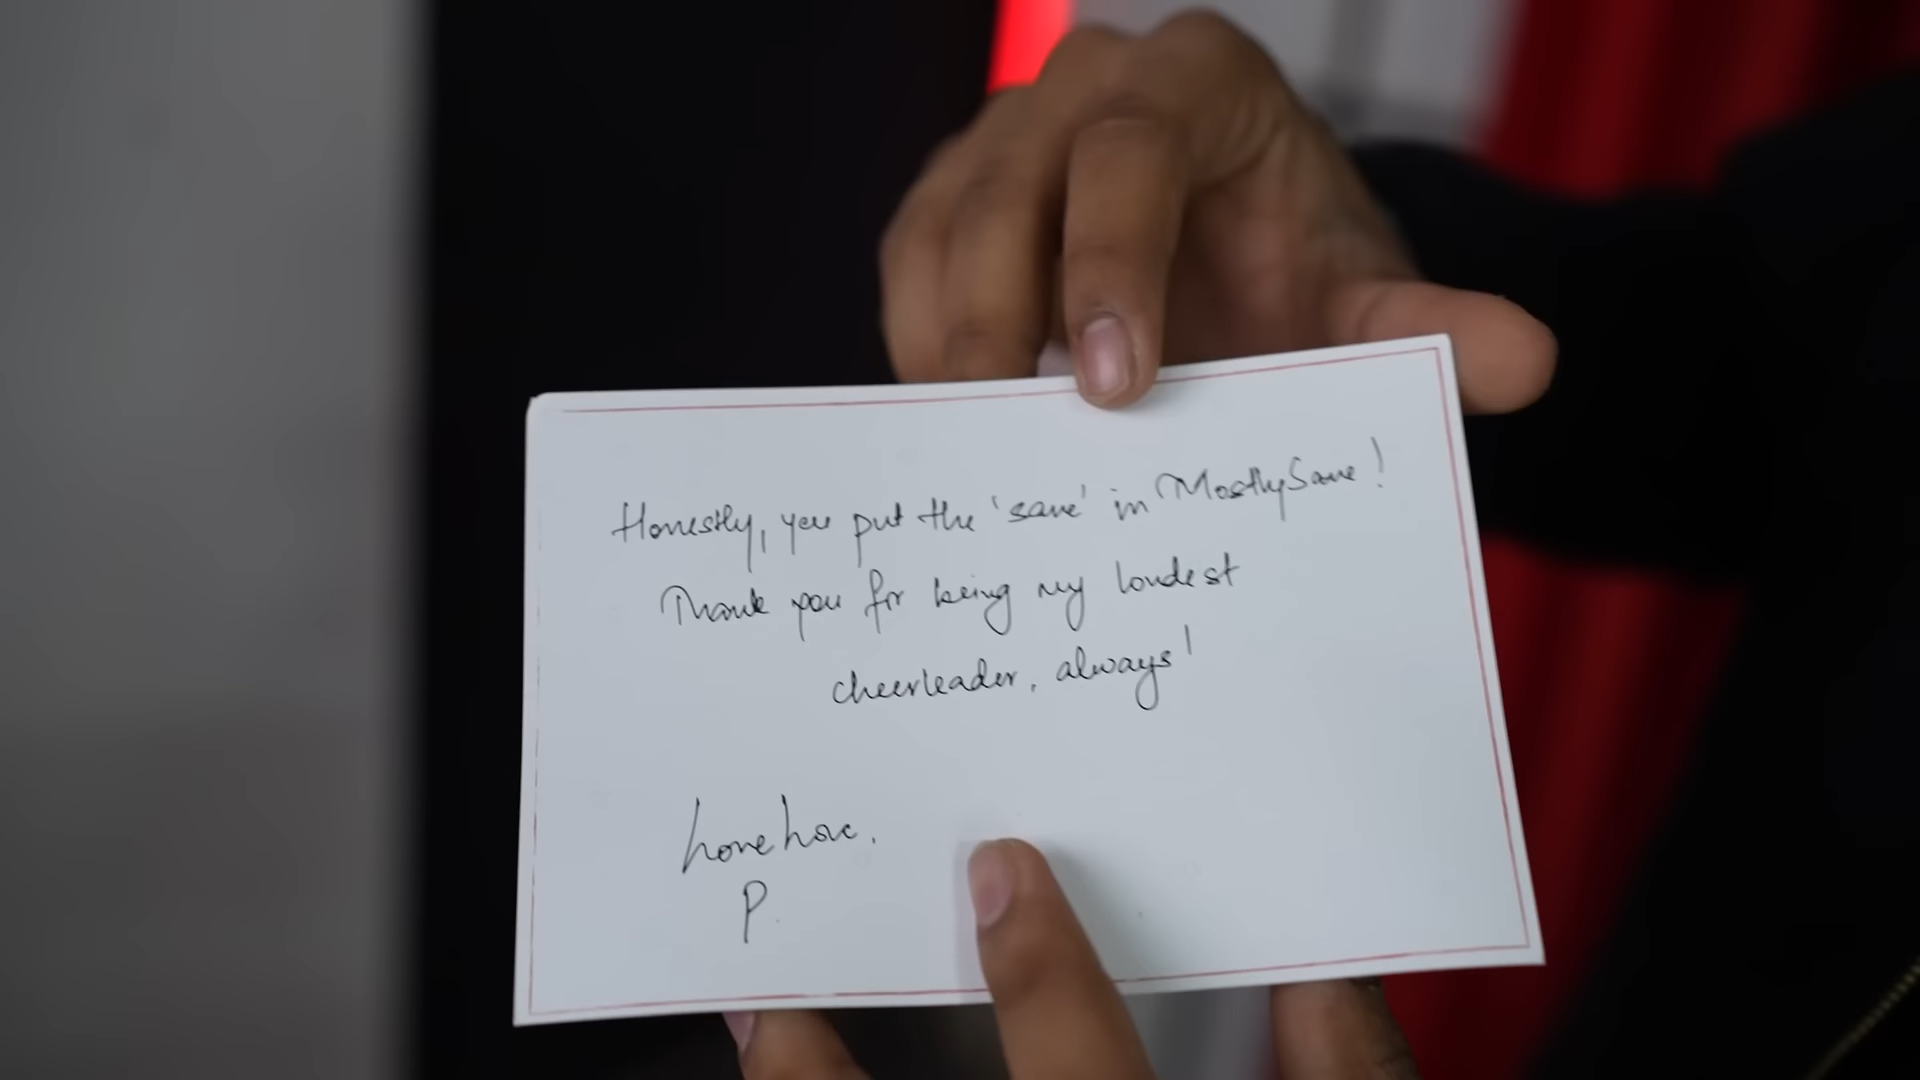 Honestly, you put the 'sane' in MostlySane!
Thank you for being my loudest
cheerleader, always!
Love Love.
P.